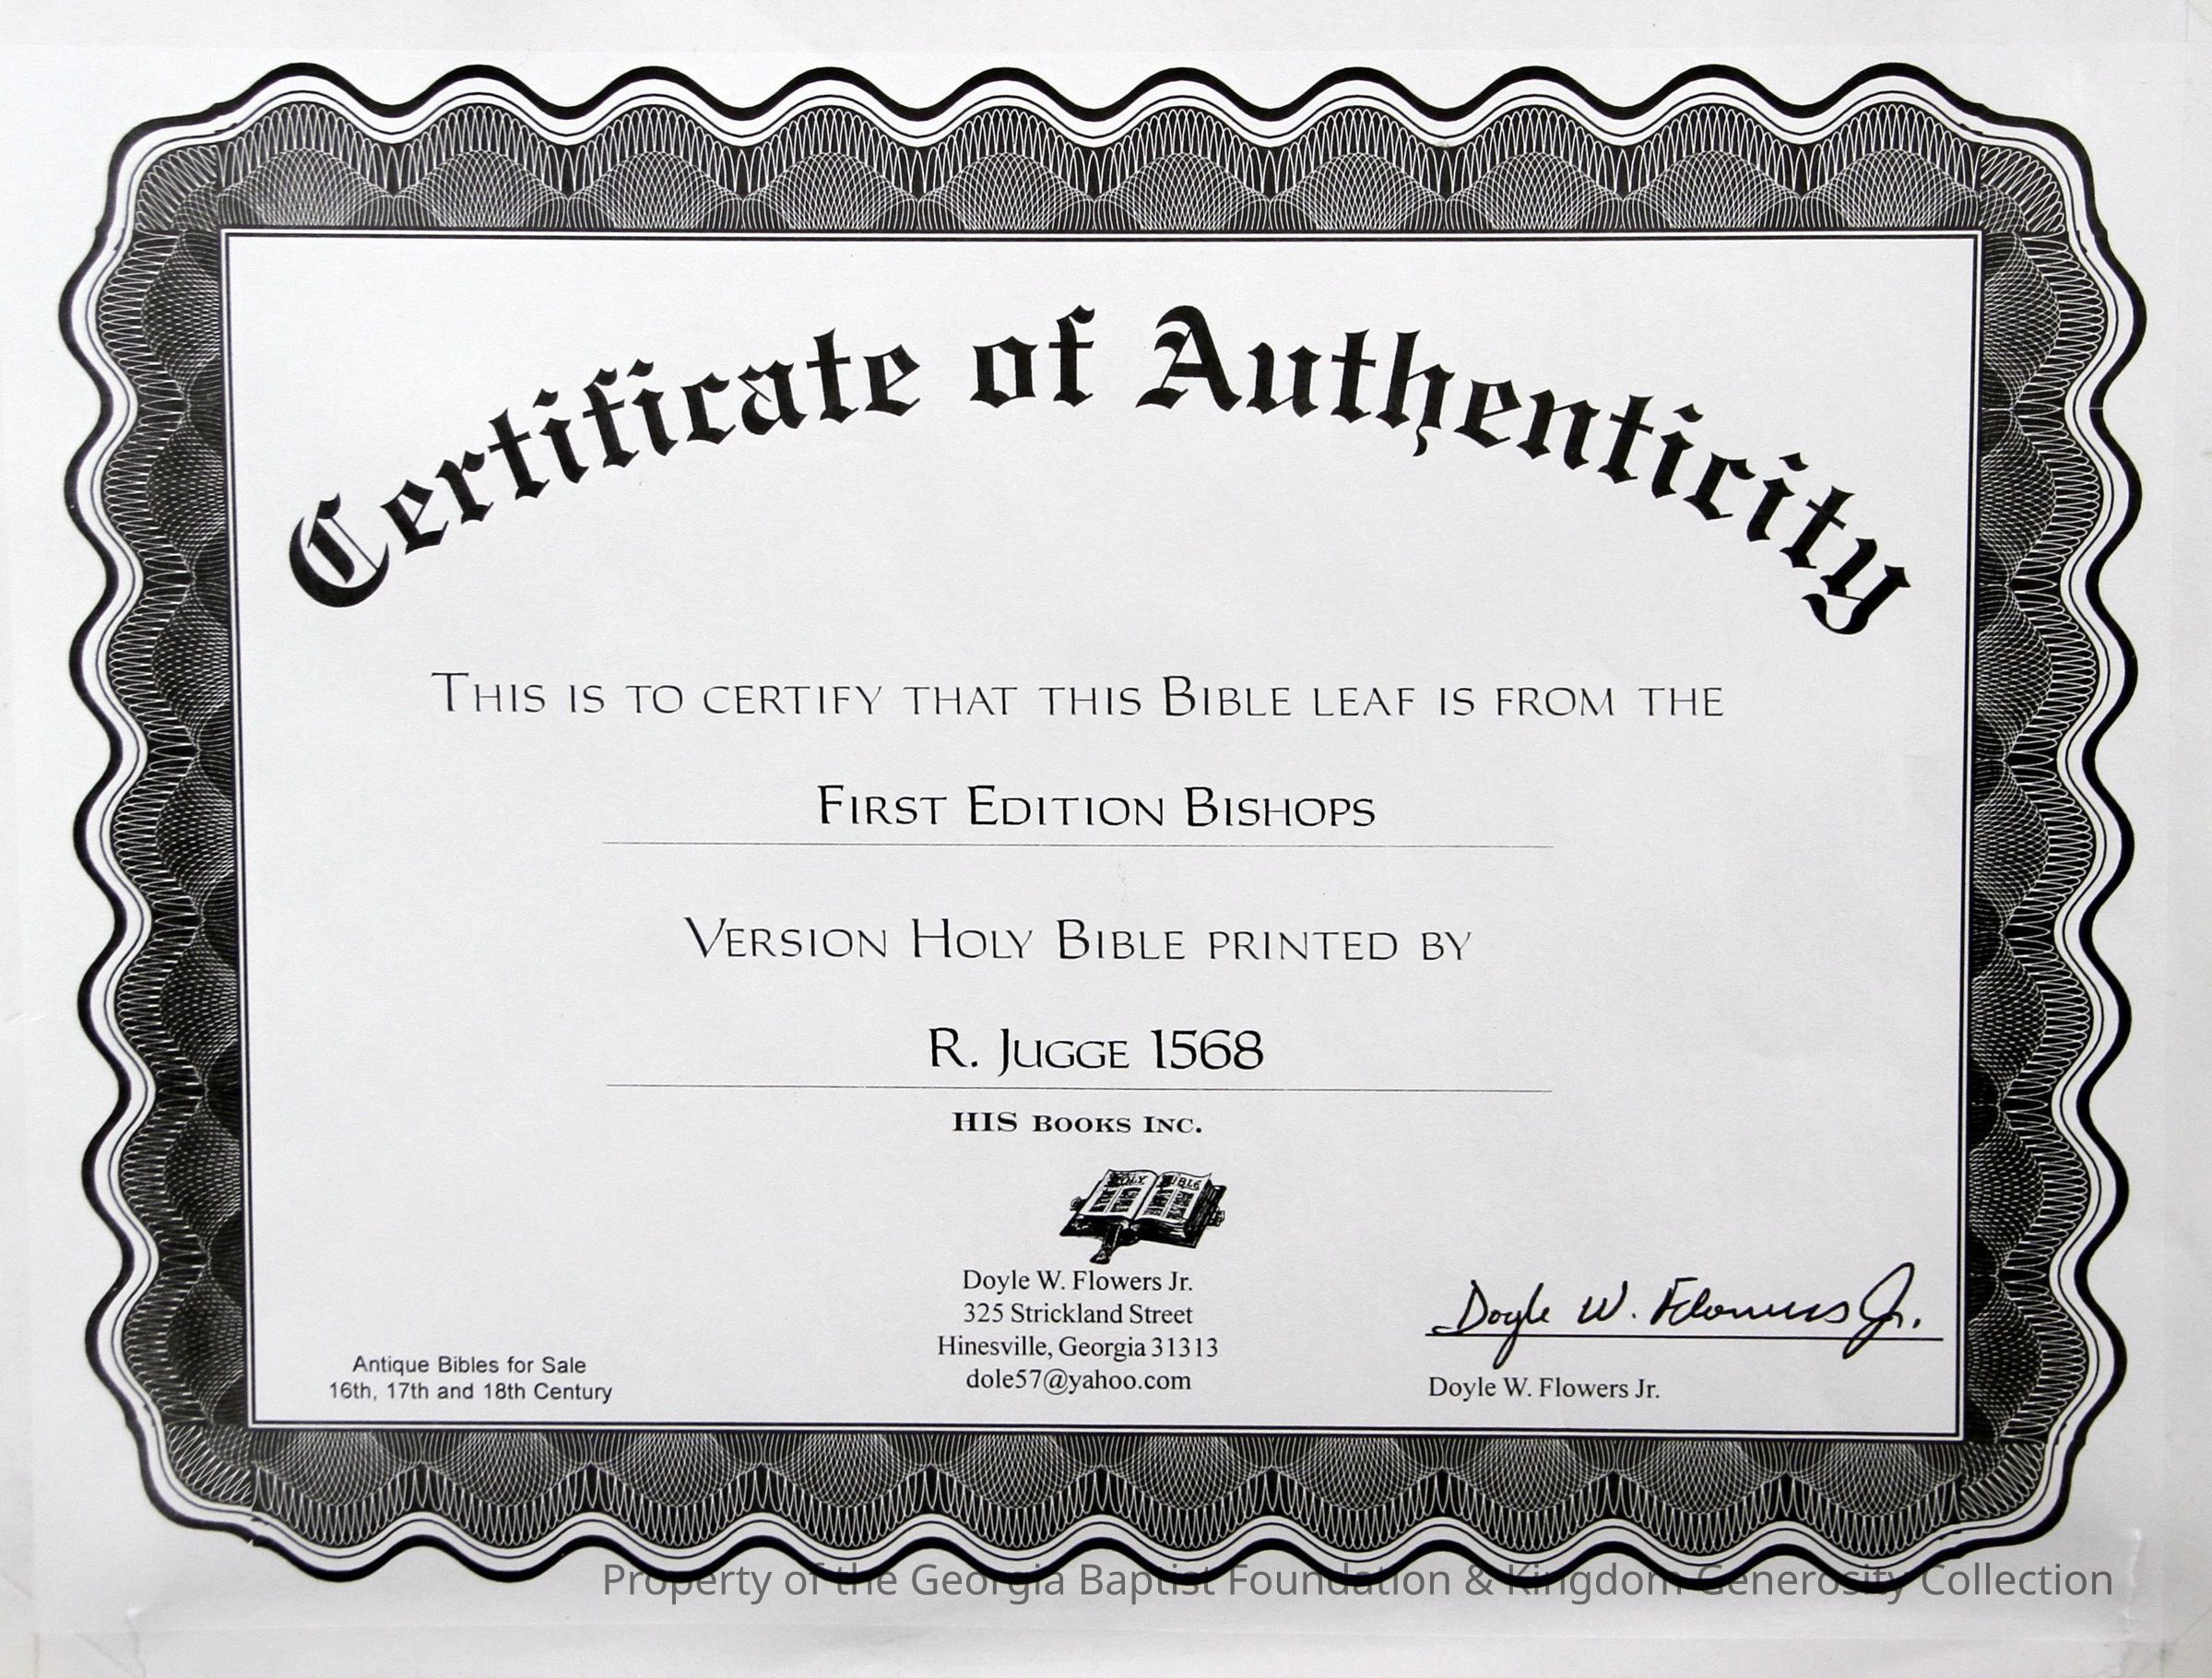 Certificate of Authenticity
This is to certify that this Bible leaf is from the
First Edition Bishops
Version Holy Bible printed by
R. Jugge 1568
HIS Books Inc.
HOLY BIBLE
Doyle W. Flowers Jr.
325 Strickland Street
Hinesville, Georgia 31313
dole57@yahoo.com
Antique Bibles for Sale
16th, 17th and 18th Century
Doyle W. Flowers Jr.
Doyle W. Flowers Jr.
Property of the Georgia Baptist Foundation & Kingdom Generosity Collection